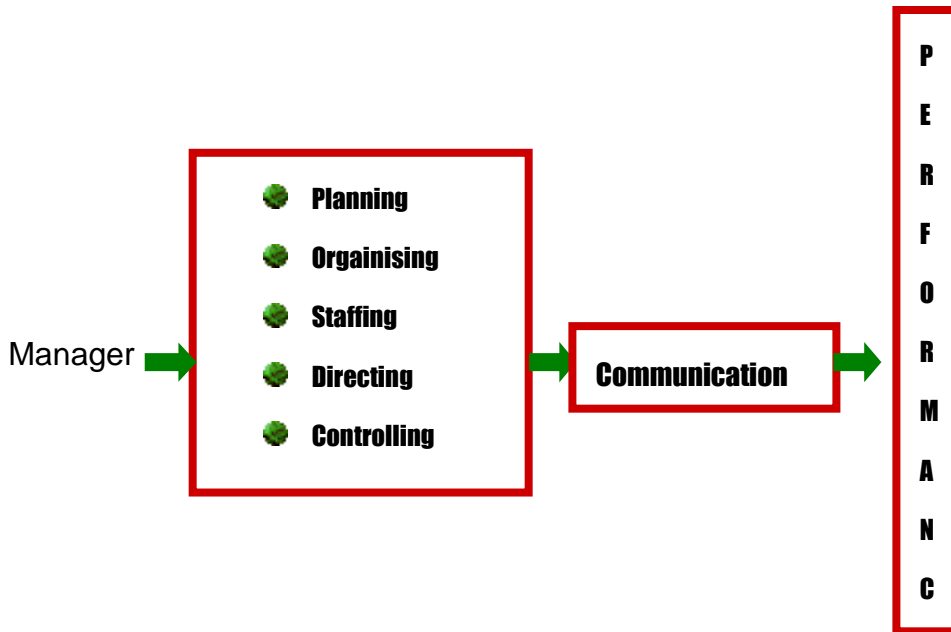 Manager
Planning
Orgainising
Staffing
Directing
Controlling
Communication
P
E
R
F
O
R
M
A
N
C